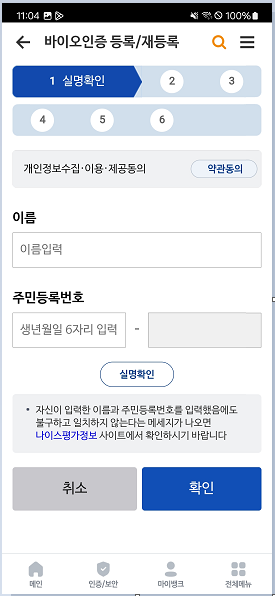 11:04 100%
바이오인증 등록/재등록
1 실명확인 2 3
4 5 6
개인정보수집·이용·제공동의 약관동의
이름
이름입력
주민등록번호
생년월일 6자리 입력 -
실명확인
• 자신이 입력한 이름과 주민등록번호를 입력했음에도
불구하고 일치하지 않는다는 메세지가 나오면
나이스평가정보 사이트에서 확인하시기 바랍니다
취소 확인
메인 인증/보안 마이뱅크 전체메뉴